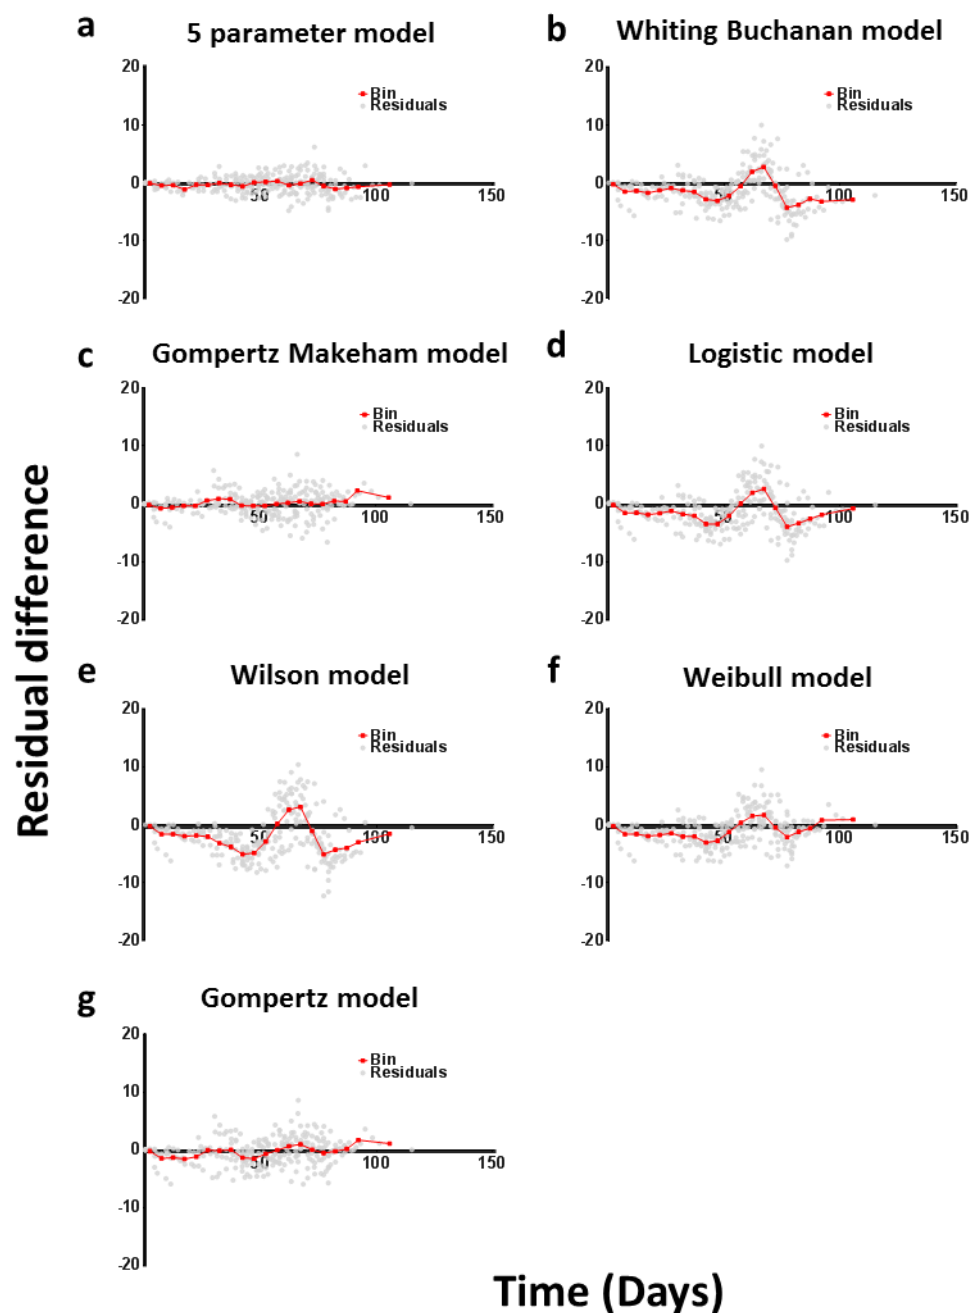 a
5 parameter model
20
10
0
-10
-20
50
100
150
Bin
Residuals
b
Whiting Buchanan model
20
10
0
-10
-20
50
100
150
Bin
Residuals
c
Gompertz Makeham model
20
10
0
-10
-20
50
100
150
Bin
Residuals
d
Logistic model
20
10
0
-10
-20
50
100
150
Bin
Residuals
Residual difference
e
Wilson model
20
10
0
-10
-20
50
100
150
Bin
Residuals
f
Weibull model
20
10
0
-10
-20
50
100
150
Bin
Residuals
g
Gompertz model
20
10
0
-10
-20
50
100
150
Bin
Residuals
Time (Days)